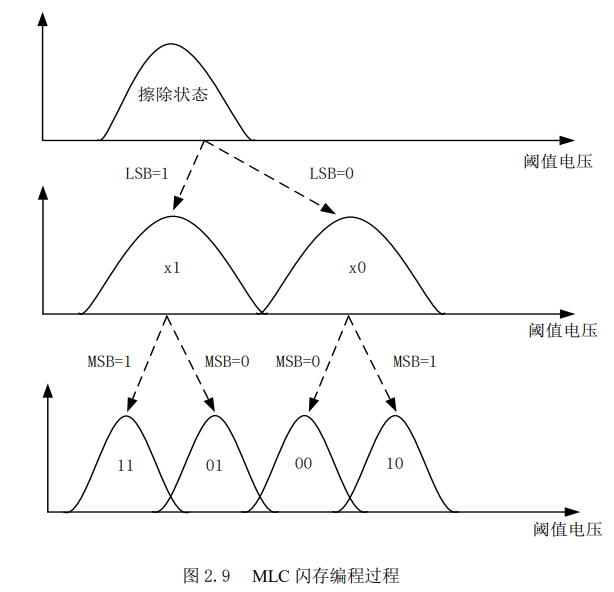 擦除状态
阈值电压
LSB=1
LSB=0
x1
x0
阈值电压
MSB=1
MSB=0
MSB=0
MSB=1
11
01
00
10
阈值电压
图 2.9 MLC 闪存编程过程